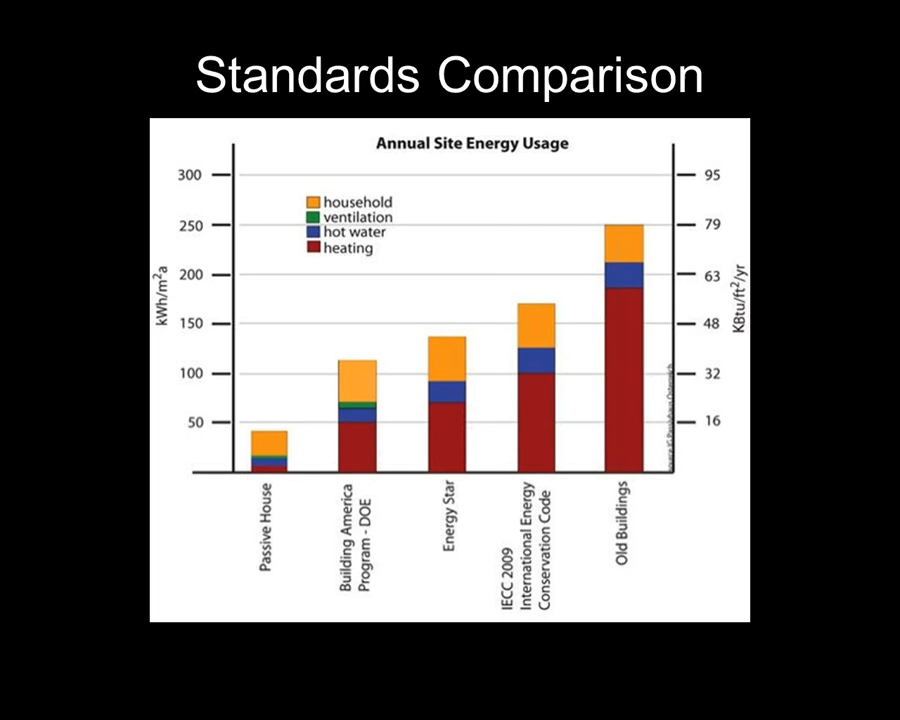 Standards Comparison
Annual Site Energy Usage
300
250
200
150
100
50
kWh/m²a
household
ventilation
hot water
heating
95
79
63
48
32
16
KBtu/ft²/yr
Passive House
Building America
Program - DOE
Energy Star
IECC 2009
International Energy
Conservation Code
Old Buildings